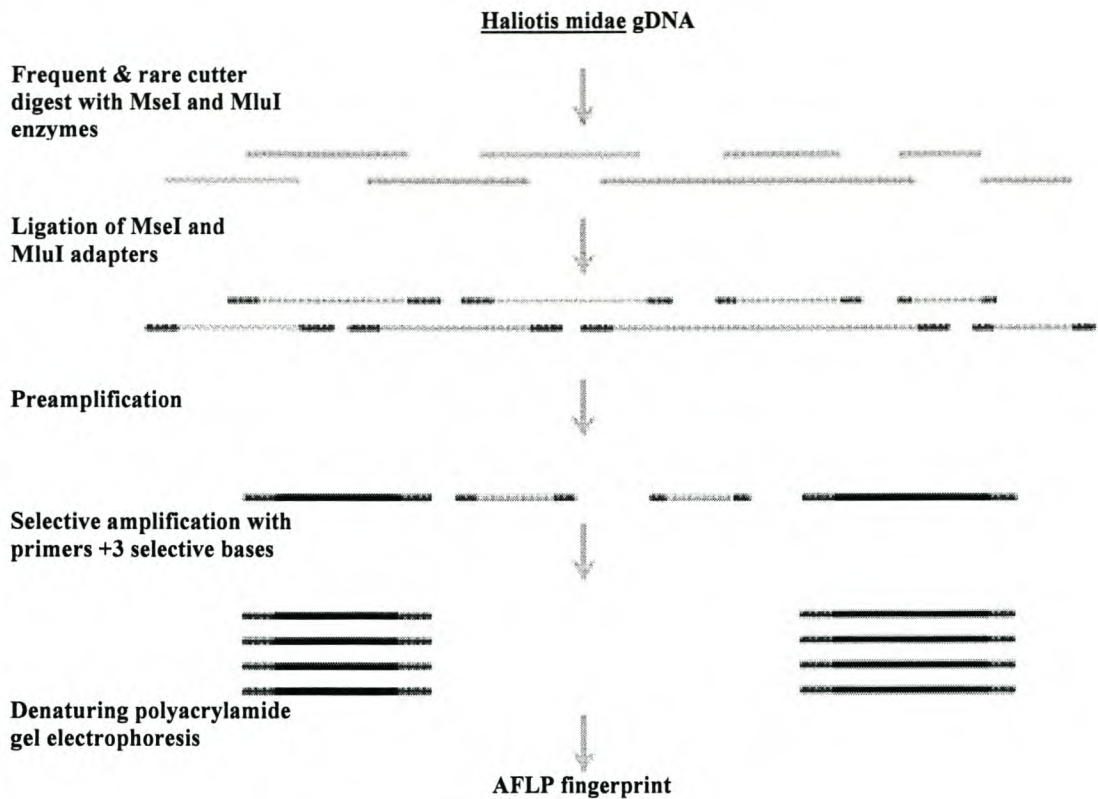 Haliotis midae gDNA
Frequent & rare cutter
digest with MseI and MluI
enzymes
Ligation of MseI and
MluI adapters
Preamplification
Selective amplification with
primers +3 selective bases
Denaturing polyacrylamide
gel electrophoresis
AFLP fingerprint